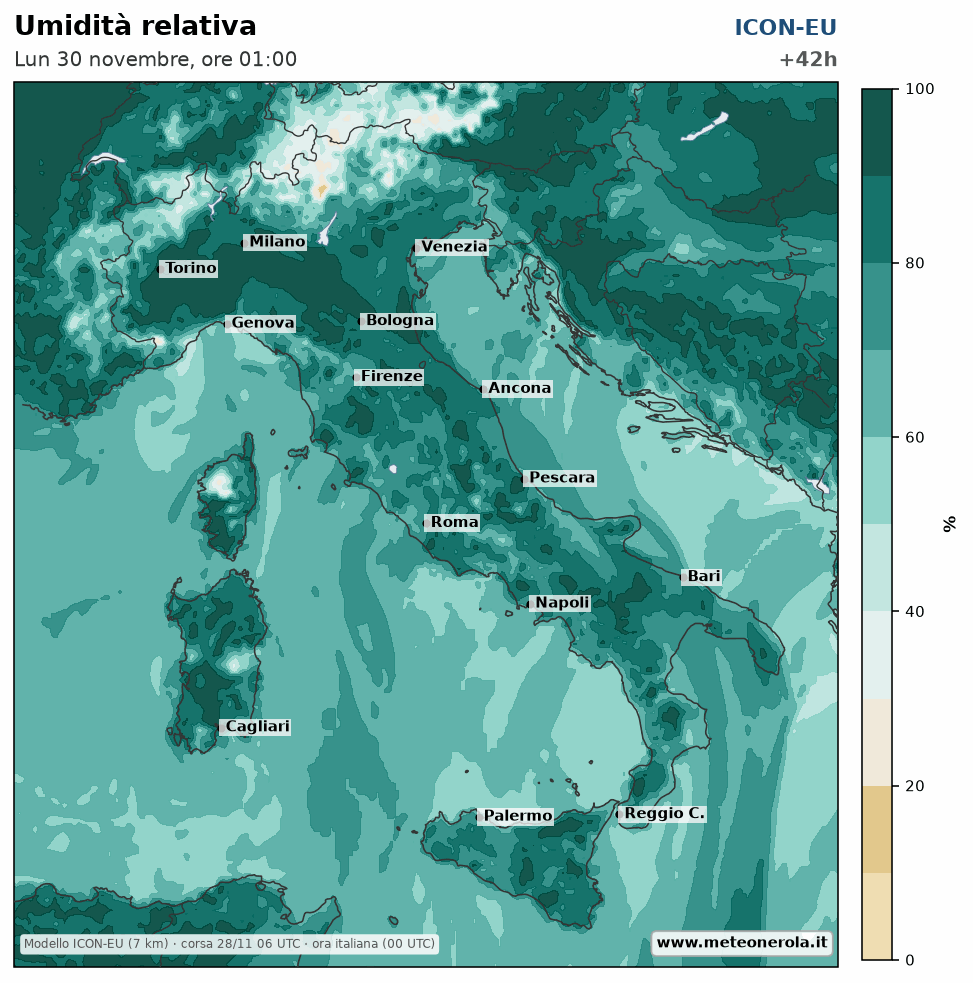 Umidità relativa
ICON-EU
Lun 30 novembre, ore 01:00
+42h
Milano
Venezia
Torino
Genova
Bologna
Firenze
Ancona
Pescara
Roma
Bari
Napoli
Cagliari
Palermo
Reggio C.
100
80
60
40
20
0
%
Modello ICON-EU (7 km) · corsa 28/11 06 UTC · ora italiana (00 UTC)
www.meteonerola.it